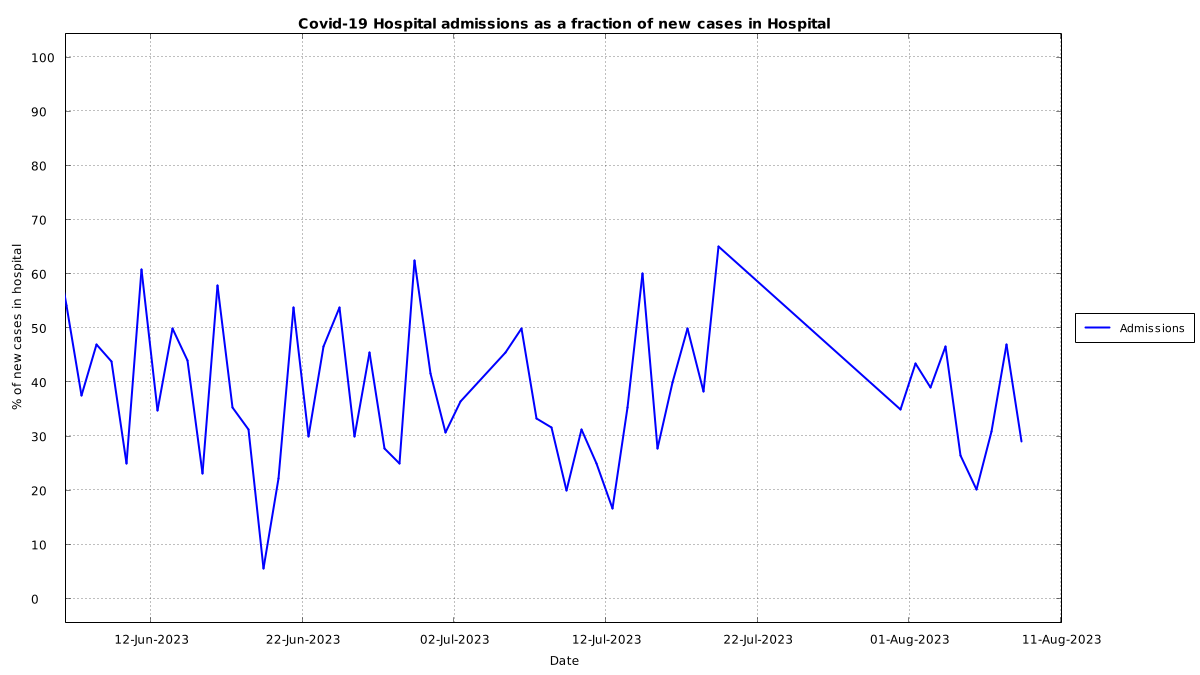 Covid-19 Hospital admissions as a fraction of new cases in Hospital
% of new cases in hospital
100
90
80
70
60
50
40
30
20
10
0
12-Jun-2023 22-Jun-2023 02-Jul-2023 12-Jul-2023 22-Jul-2023 01-Aug-2023 11-Aug-2023
Date
Admissions